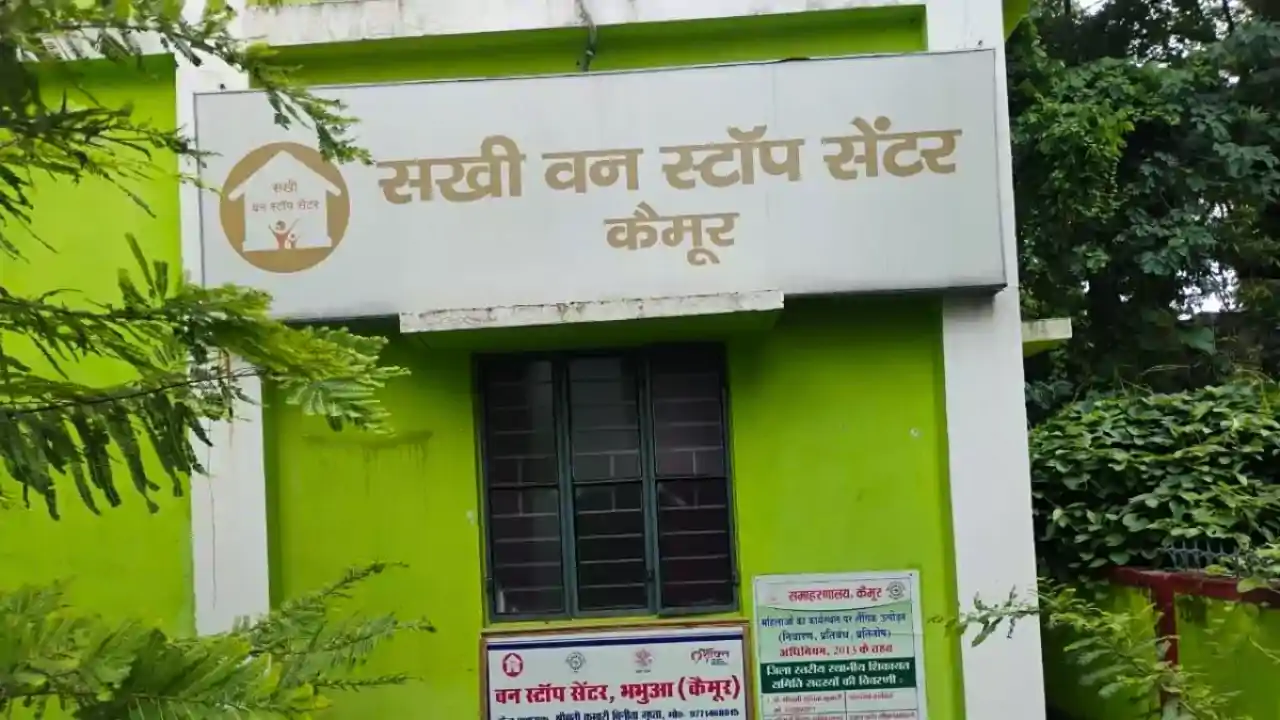 सखी वन स्टॉप सेंटर
कैमूर
सखी
वन स्टॉप सेंटर
समाहरणालय, कैमूर
महिलाओं का कार्यस्थल पर लैंगिक उत्पीड़न
(निवारण, प्रतिषेध, प्रतितोष)
अधिनियम, 2013 के तहत
जिला स्तरीय स्थानीय शिकायत
समिति सदस्यों की विवरणी :
वन स्टॉप सेंटर, भभुआ (कैमूर)